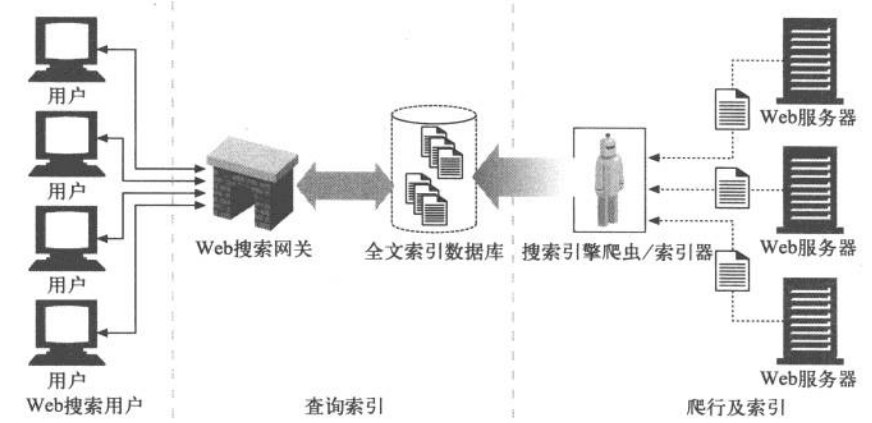 用户
用户
用户
用户
Web搜索用户
Web搜索网关
全文索引数据库
查询索引
搜索引擎爬虫/索引器
Web服务器
Web服务器
Web服务器
爬行及索引